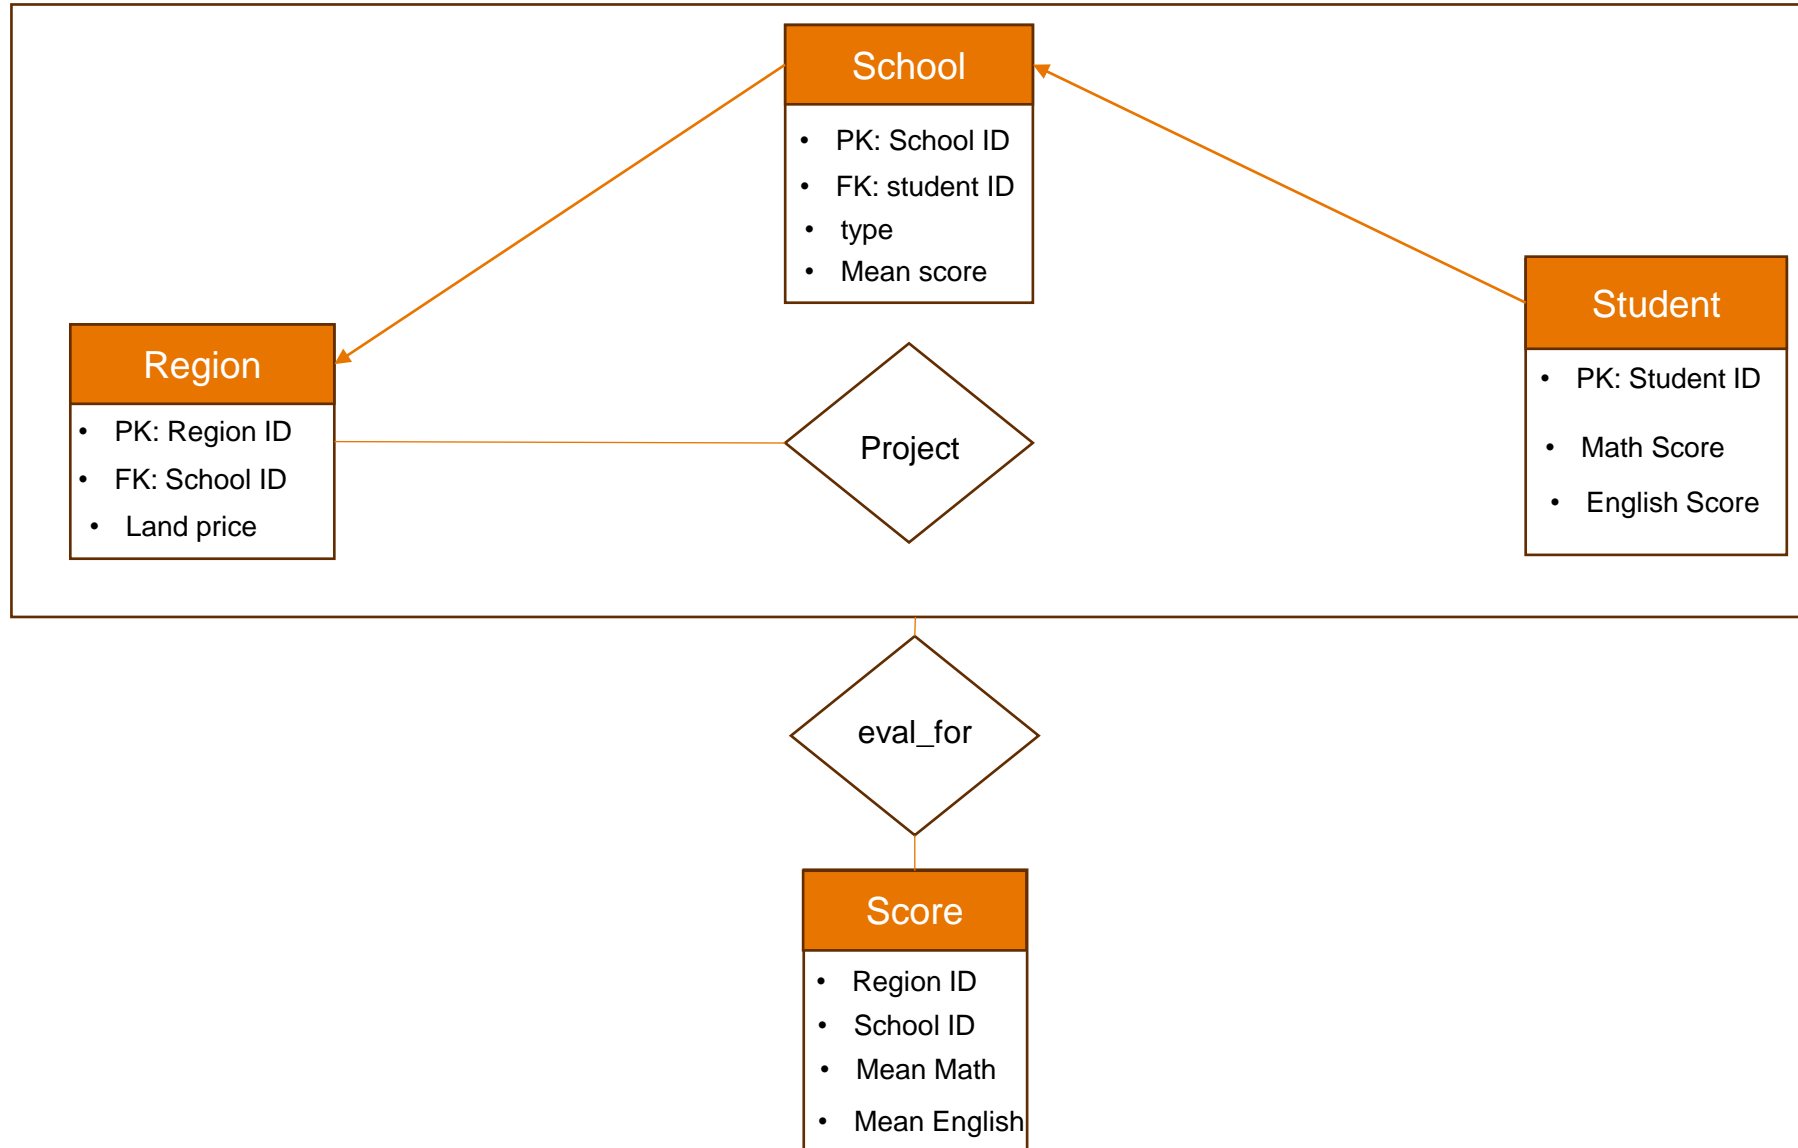 School
• PK: School ID
• FK: student ID
• type
• Mean score
Student
• PK: Student ID
• Math Score
• English Score
Region
• PK: Region ID
• FK: School ID
• Land price
Project
eval_for
Score
• Region ID
• School ID
• Mean Math
• Mean English